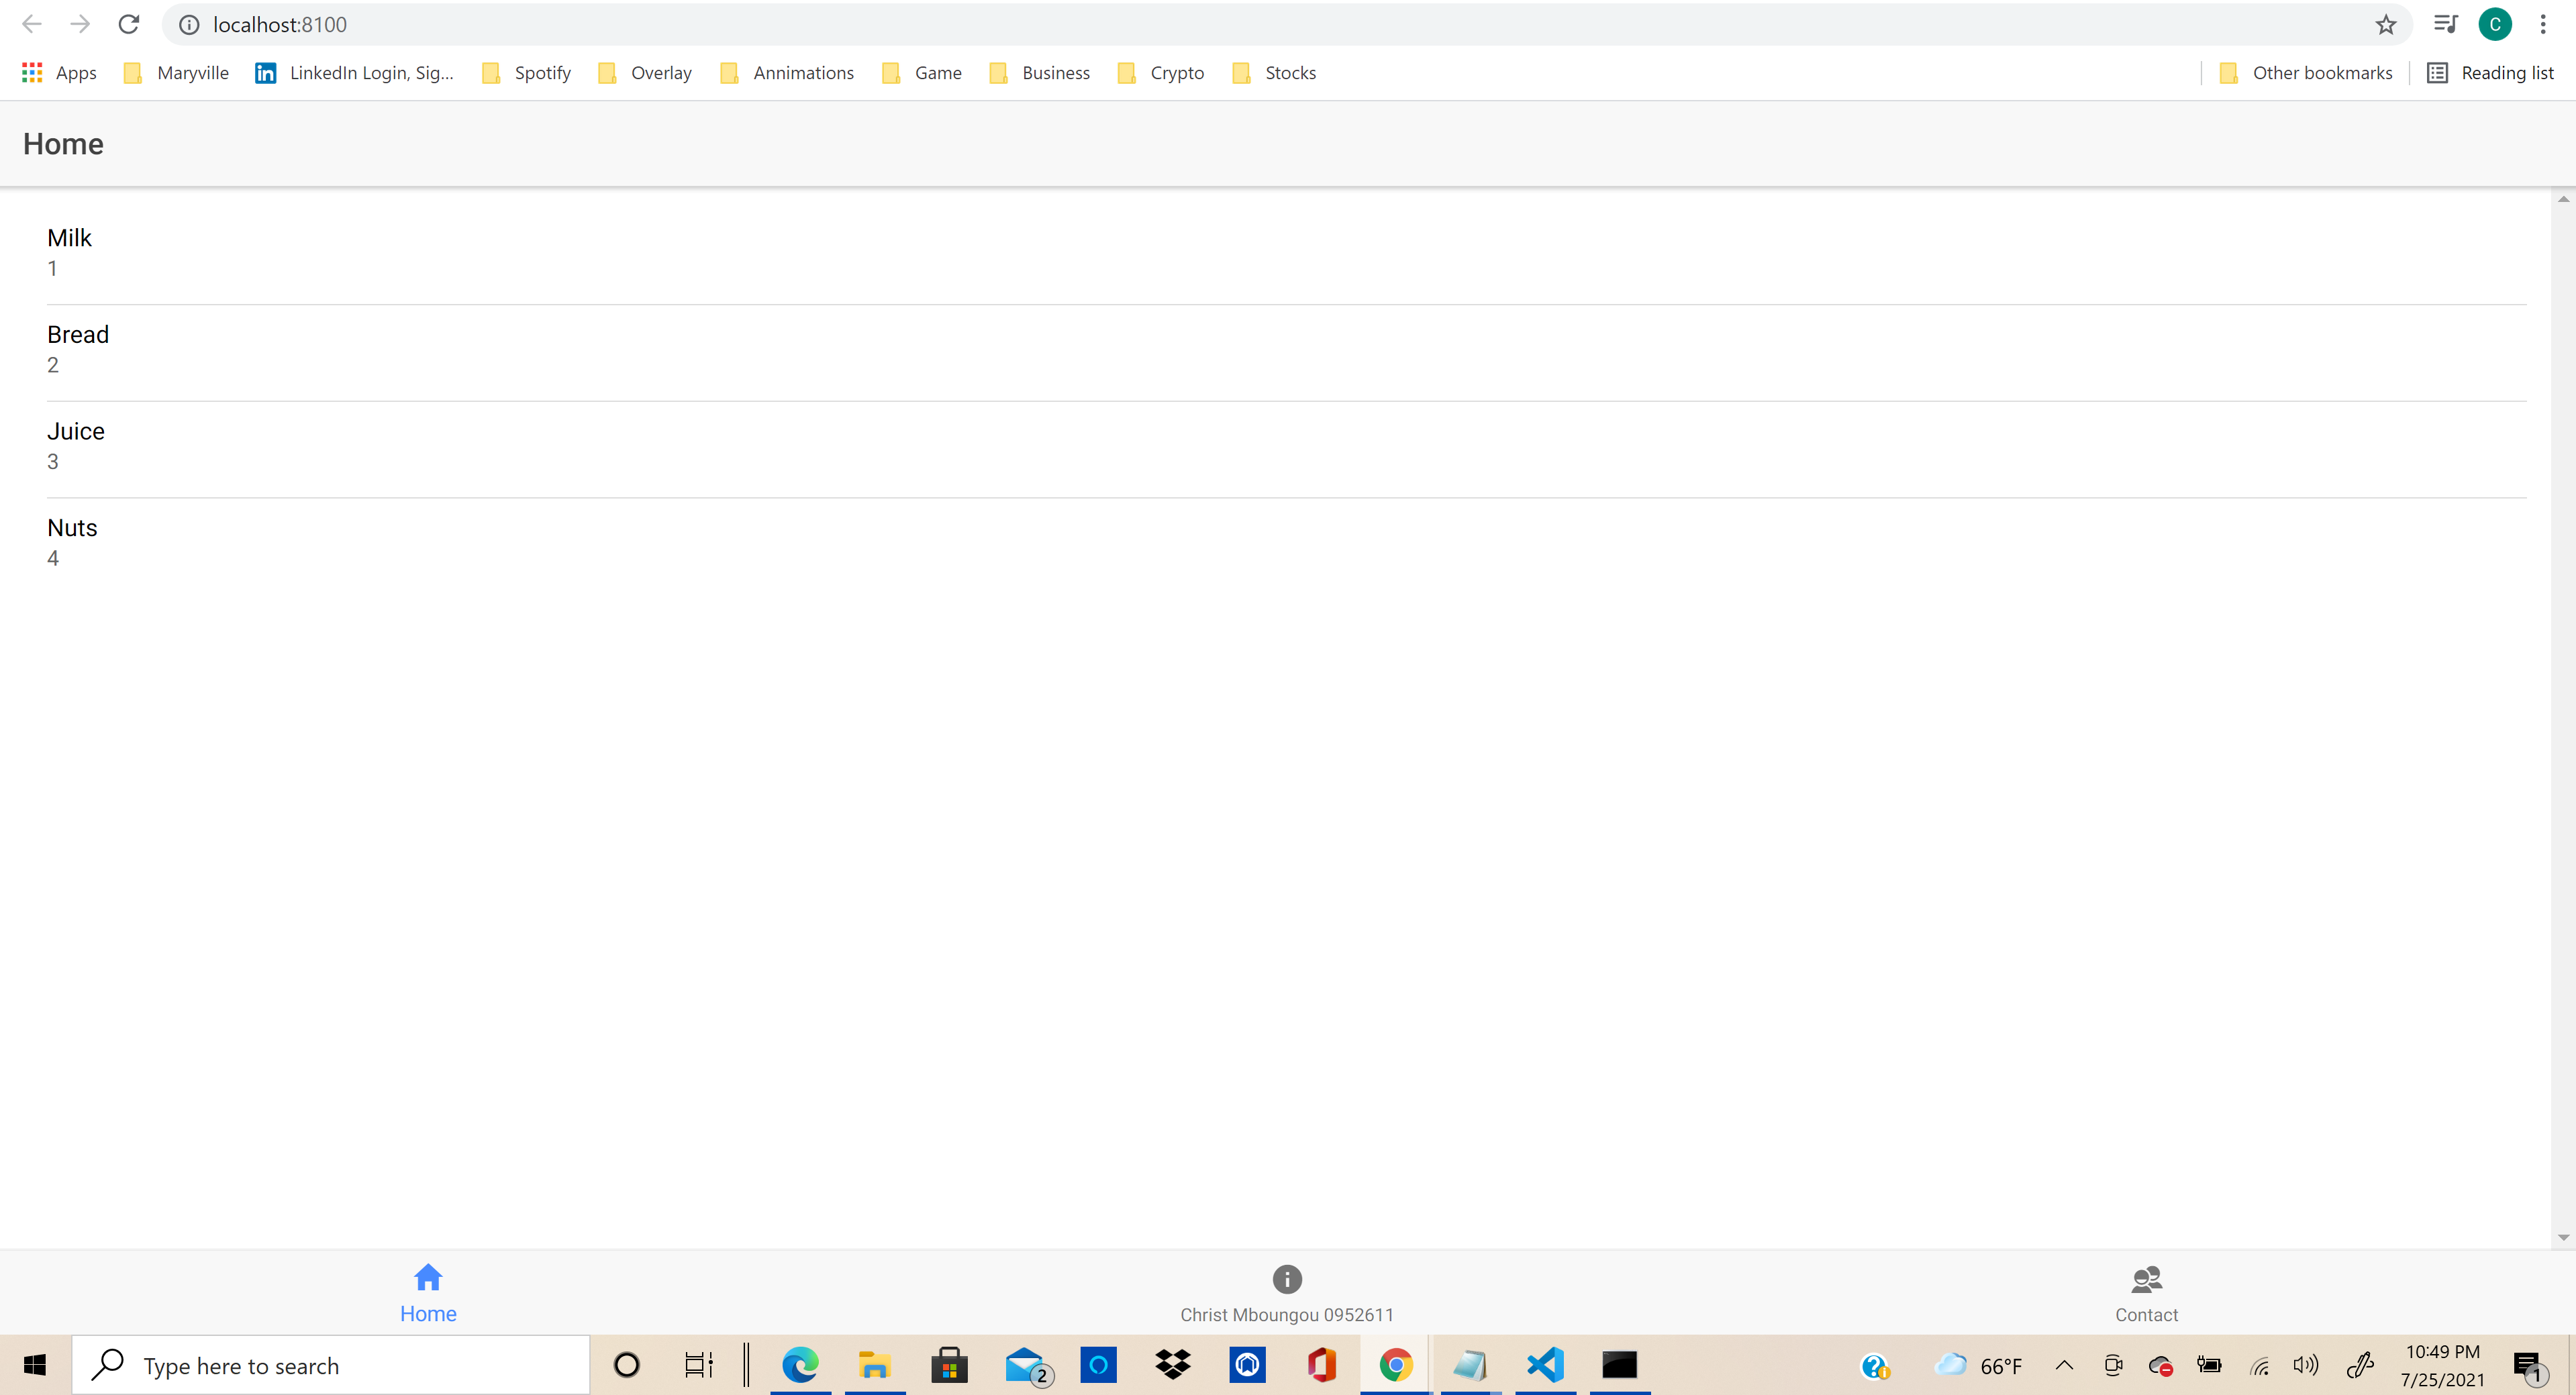 localhost:8100
C
Apps Maryville LinkedIn Login, Sig... Spotify Overlay Annimations Game Business Crypto Stocks Other bookmarks Reading list
Home
Milk
1
Bread
2
Juice
3
Nuts
4
Home Christ Mboungou 0952611 Contact
Type here to search 2 66°F 10:49 PM
7/25/2021 1